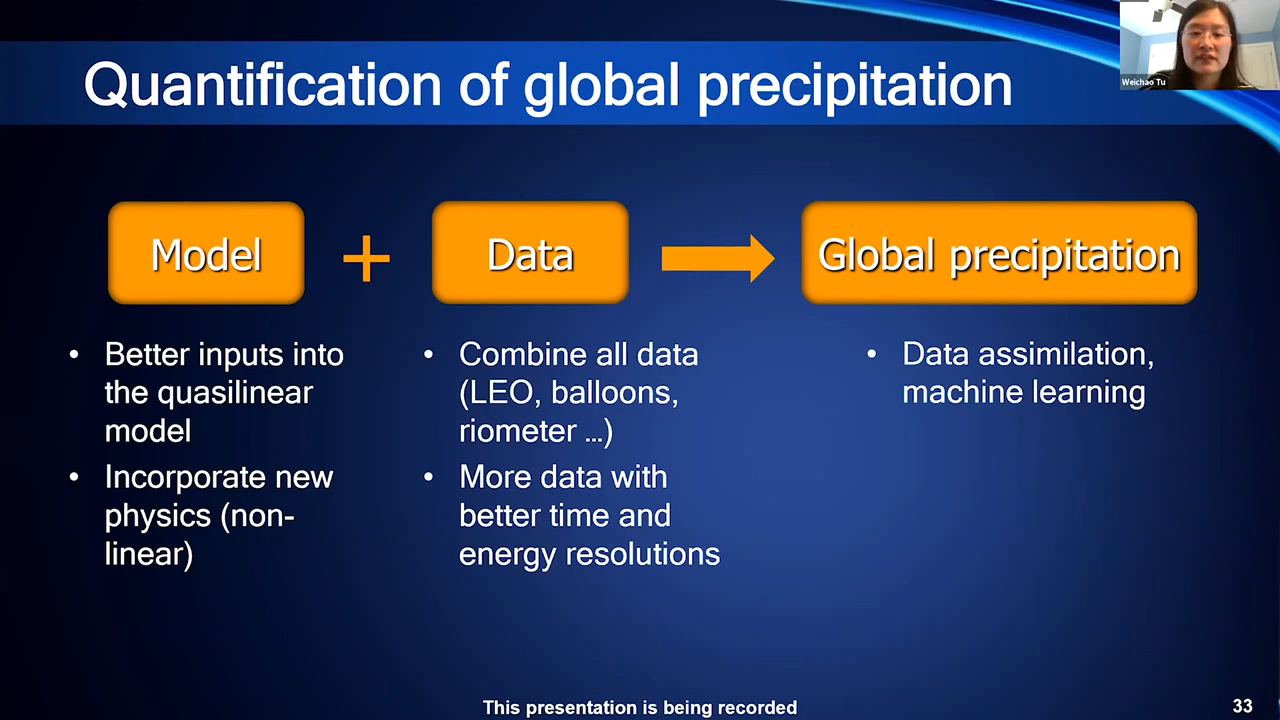 Quantification of global precipitation
Weichao Tu
Model
+
Data
Global precipitation
• Better inputs into
the quasilinear
model
• Incorporate new
physics (non-
linear)
• Combine all data
(LEO, balloons,
riometer ...)
• More data with
better time and
energy resolutions
• Data assimilation,
machine learning
This presentation is being recorded
33